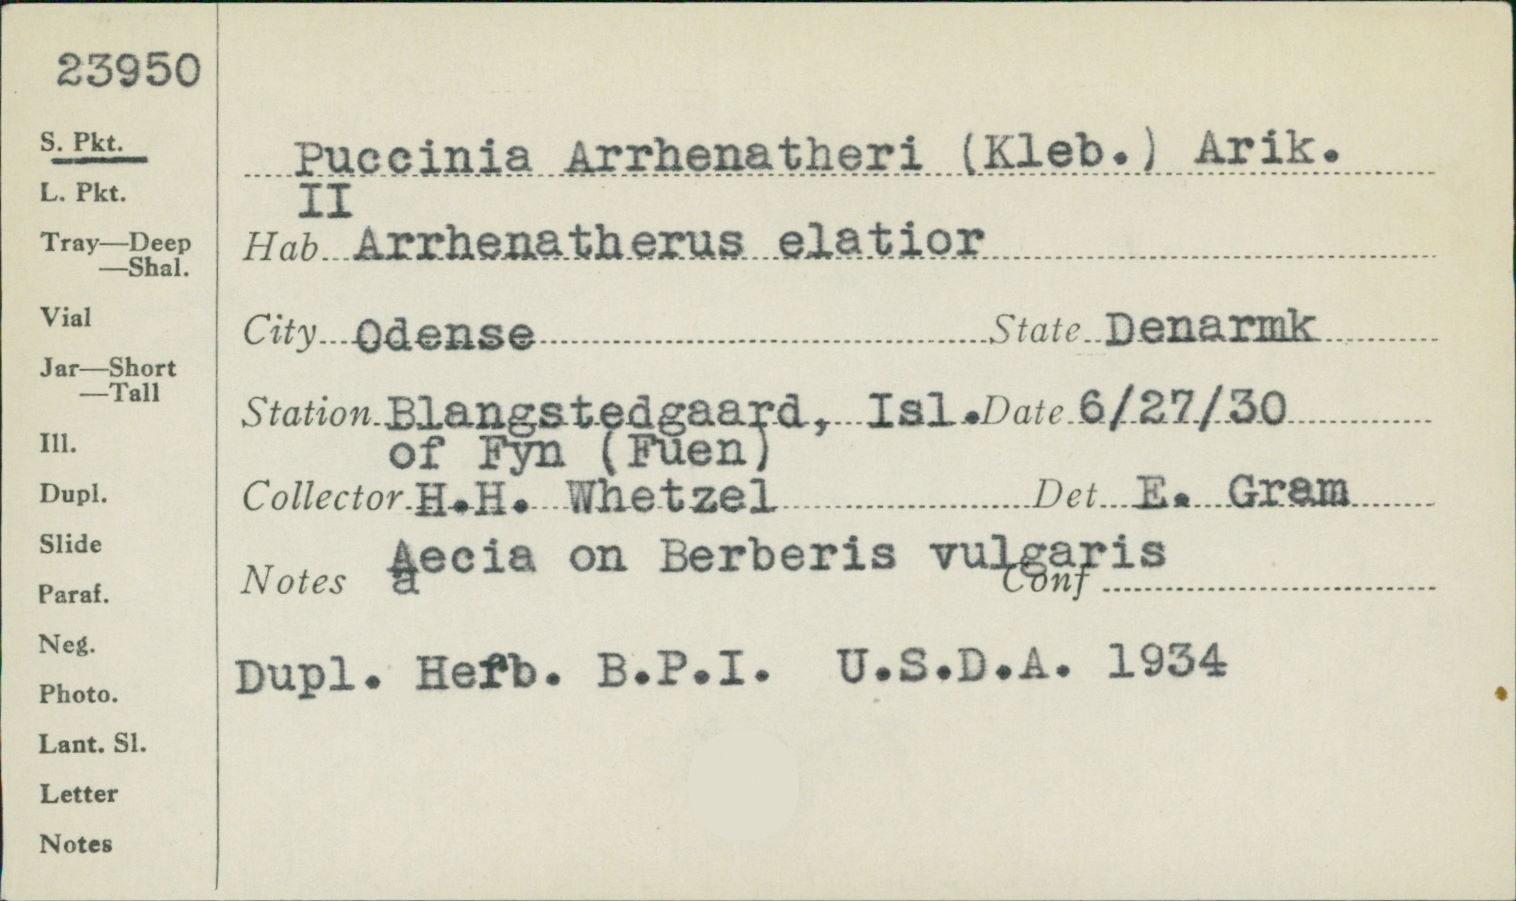 23950
S. Pkt.
L. Pkt.
Tray—Deep
—Shal.
Vial
Jar—Short
—Tall
Ill.
Dupl.
Slide
Paraf.
Neg.
Photo.
Lant. Sl.
Letter
Notes
Puccinia Arrhenatheri (Kleb.) Arik.
II
Hab. Arrhenatherus elatior
City Odense State Denarmk
Station Blangstedgaard, Isl. Date 6/27/30
of Fyn (Fuen)
Collector H.H. Whetzel Det E. Gram
Aecia on Berberis vulgaris
Notes a Conf
Dupl. Herb. B.P.I. U.S.D.A. 1934